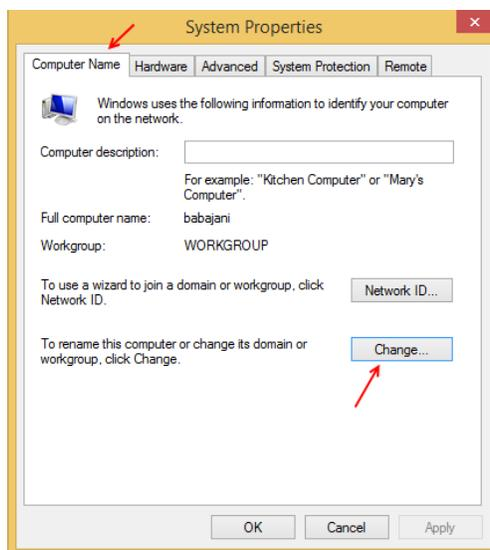 System Properties
Computer Name
Hardware
Advanced
System Protection
Remote
Windows uses the following information to identify your computer
on the network.
Computer description:
For example: "Kitchen Computer" or "Mary's
Computer".
Full computer name: babajani
Workgroup: WORKGROUP
To use a wizard to join a domain or workgroup, click
Network ID.
Network ID...
To rename this computer or change its domain or
workgroup, click Change.
Change...
OK
Cancel
Apply